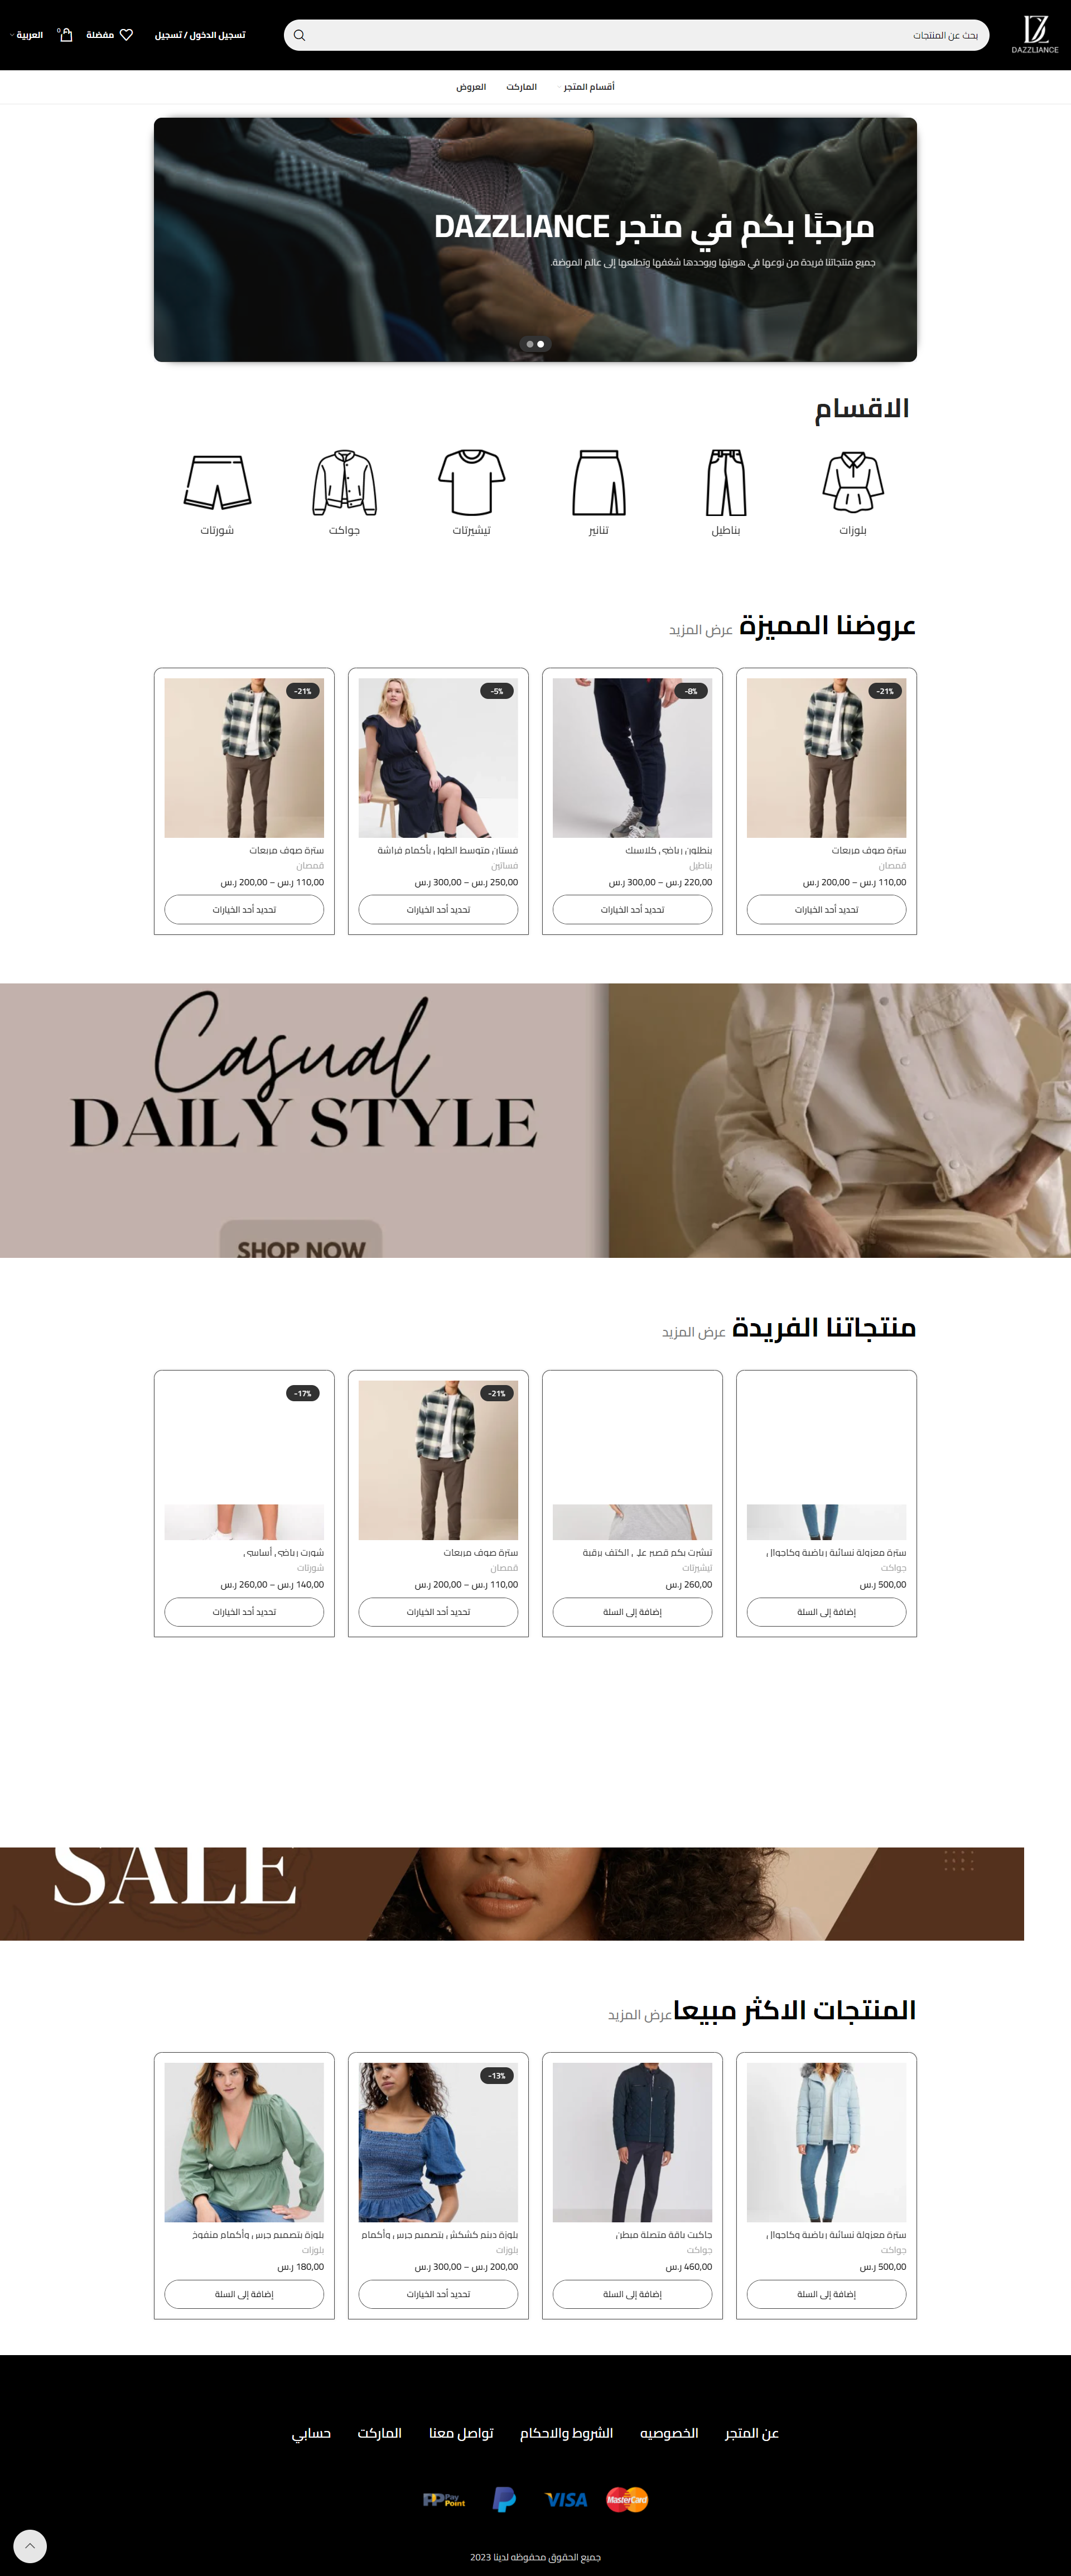 DAZZLIANCE
بحث عن المنتجات
تسجيل الدخول / تسجيل
مفضلة
0
العربية
أقسام المتجر
الماركت
العروض
مرحبًا بكم في متجر DAZZLIANCE
جميع منتجاتنا فريدة من نوعها في هويتها ويوحدها شغفها وتطلعها إلى عالم الموضة.
الاقسام
بلوزات
بناطيل
تنانير
تيشيرتات
جواكت
شورتات
عروضنا المميزة عرض المزيد
-21%
سترة صوف مربعات
قمصان
110,00 ر.س – 200,00 ر.س
تحديد أحد الخيارات
-8%
بنطلون رياضي كلاسيك
بناطيل
220,00 ر.س – 300,00 ر.س
تحديد أحد الخيارات
-5%
فستان متوسط الطول بأكمام فراشة
فساتين
250,00 ر.س – 300,00 ر.س
تحديد أحد الخيارات
-21%
سترة صوف مربعات
قمصان
110,00 ر.س – 200,00 ر.س
تحديد أحد الخيارات
Casual
DAILY STYLE
SHOP NOW
منتجاتنا الفريدة عرض المزيد
سترة معزولة نسائية رياضية وكاجوال
جواكت
500,00 ر.س
إضافة إلى السلة
تيشرت بكم قصير على الكتف برقبة
تيشيرتات
260,00 ر.س
إضافة إلى السلة
-21%
سترة صوف مربعات
قمصان
110,00 ر.س – 200,00 ر.س
تحديد أحد الخيارات
-17%
شورت رياضي أساسي
شورتات
140,00 ر.س – 260,00 ر.س
تحديد أحد الخيارات
SALE
المنتجات الاكثر مبيعا عرض المزيد
سترة معزولة نسائية رياضية وكاجوال
جواكت
500,00 ر.س
إضافة إلى السلة
جاكيت ياقة متصلة مبطن
جواكت
460,00 ر.س
إضافة إلى السلة
-13%
بلوزة دينم كشكش بتصميم جرس وأكمام
بلوزات
200,00 ر.س – 300,00 ر.س
تحديد أحد الخيارات
بلوزة بتصميم جرس وأكمام منفوخ
بلوزات
180,00 ر.س
إضافة إلى السلة
عن المتجر
الخصوصيه
الشروط والاحكام
تواصل معنا
الماركت
حسابي
MasterCard
VISA
Pay Point
جميع الحقوق محفوظه لدينا 2023